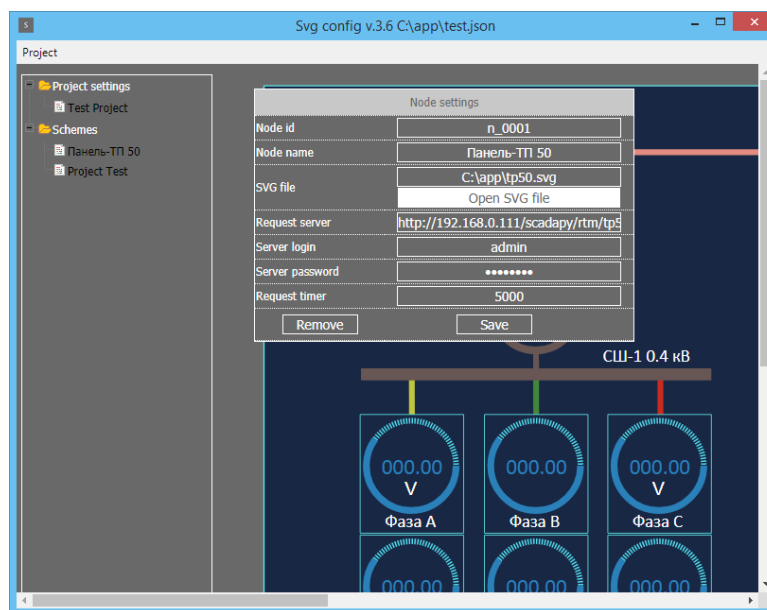 S
Svg config v.3.6 C:\app\test.json
Project
Project settings
Test Project
Schemes
Панель-ТП 50
Project Test
Node settings
Node id
n_0001
Node name
Панель-ТП 50
SVG file
C:\app\tp50.svg
Open SVG file
Request server
http://192.168.0.111/scadapy/rtm/tp5
Server login
admin
Server password
••••••••
Request timer
5000
Remove
Save
СШ-1 0.4 кВ
000.00
000.00
000.00
V
V
Фаза А
Фаза В
Фаза С
000.00
000.00
000.00